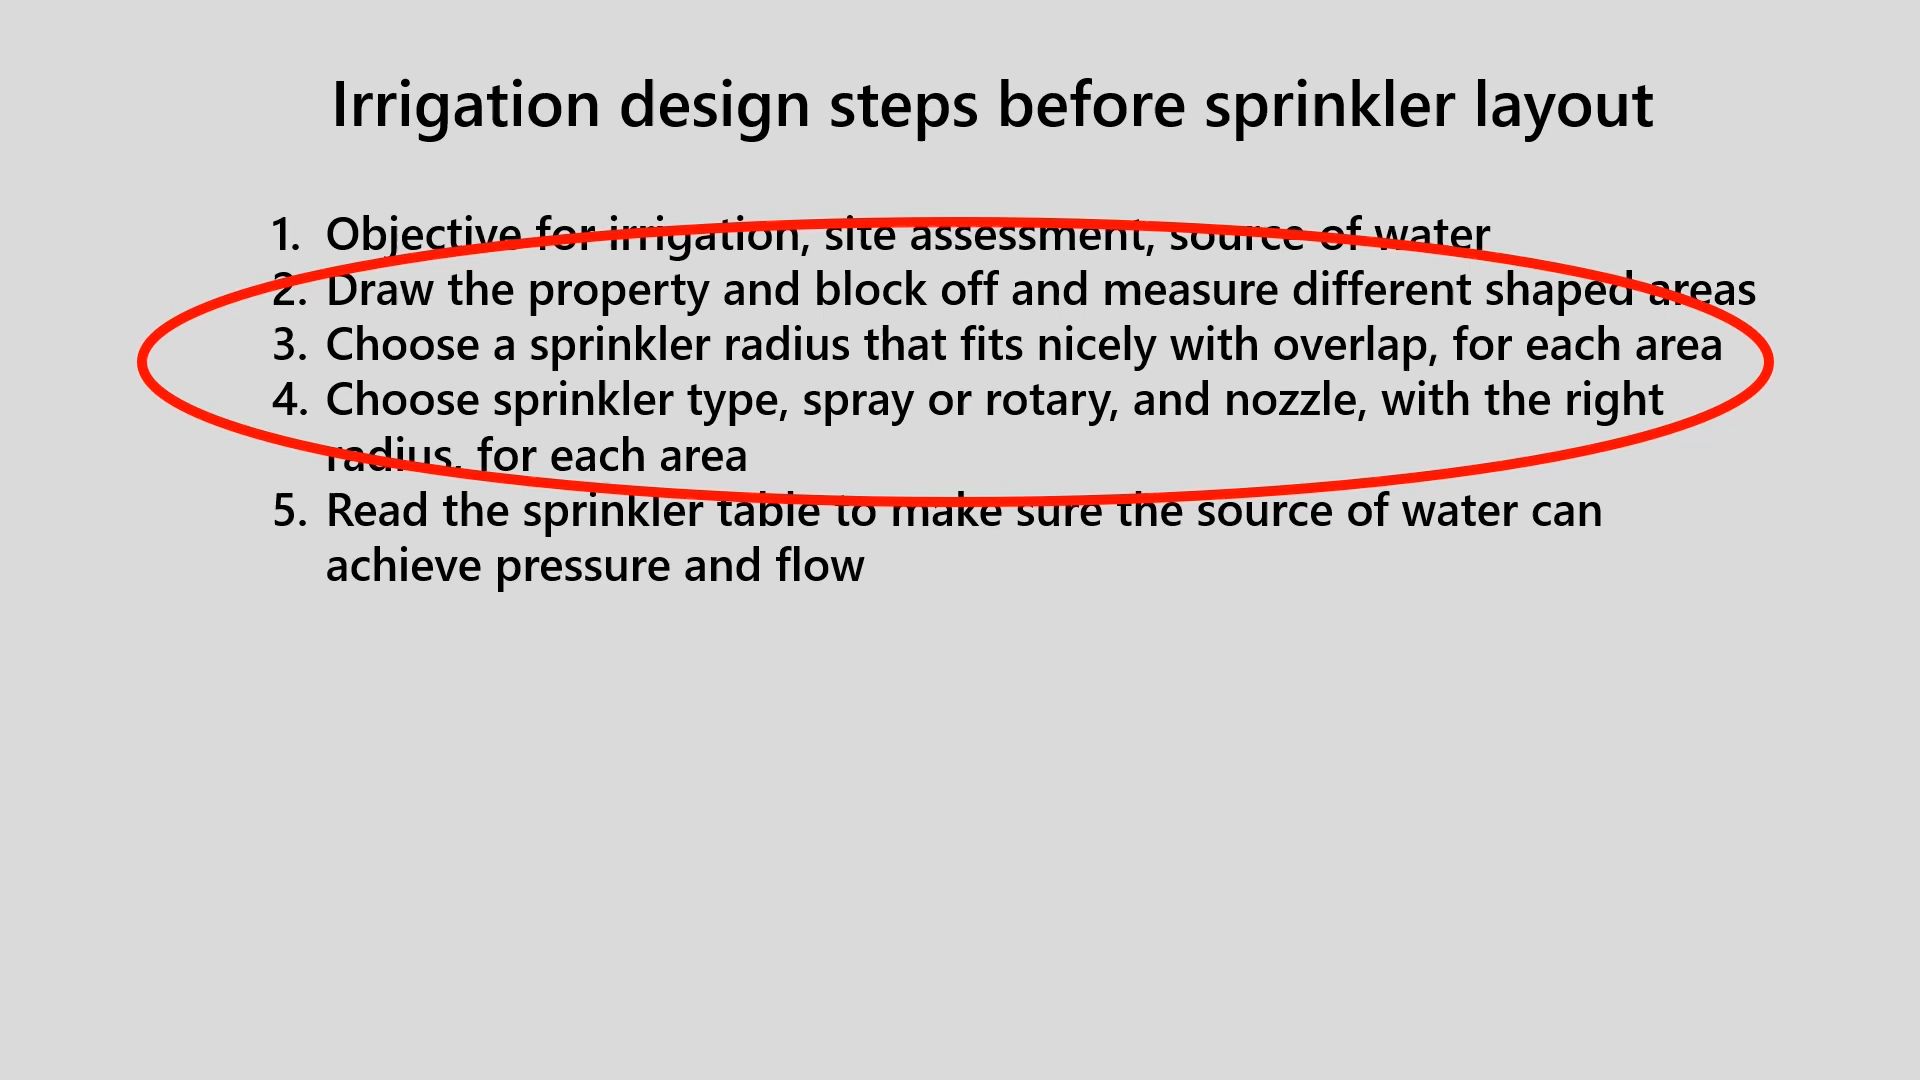 Irrigation design steps before sprinkler layout
1. Objective for irrigation, site assessment, source of water
2. Draw the property and block off and measure different shaped areas
3. Choose a sprinkler radius that fits nicely with overlap, for each area
4. Choose sprinkler type, spray or rotary, and nozzle, with the right
radius, for each area
5. Read the sprinkler table to make sure the source of water can
achieve pressure and flow